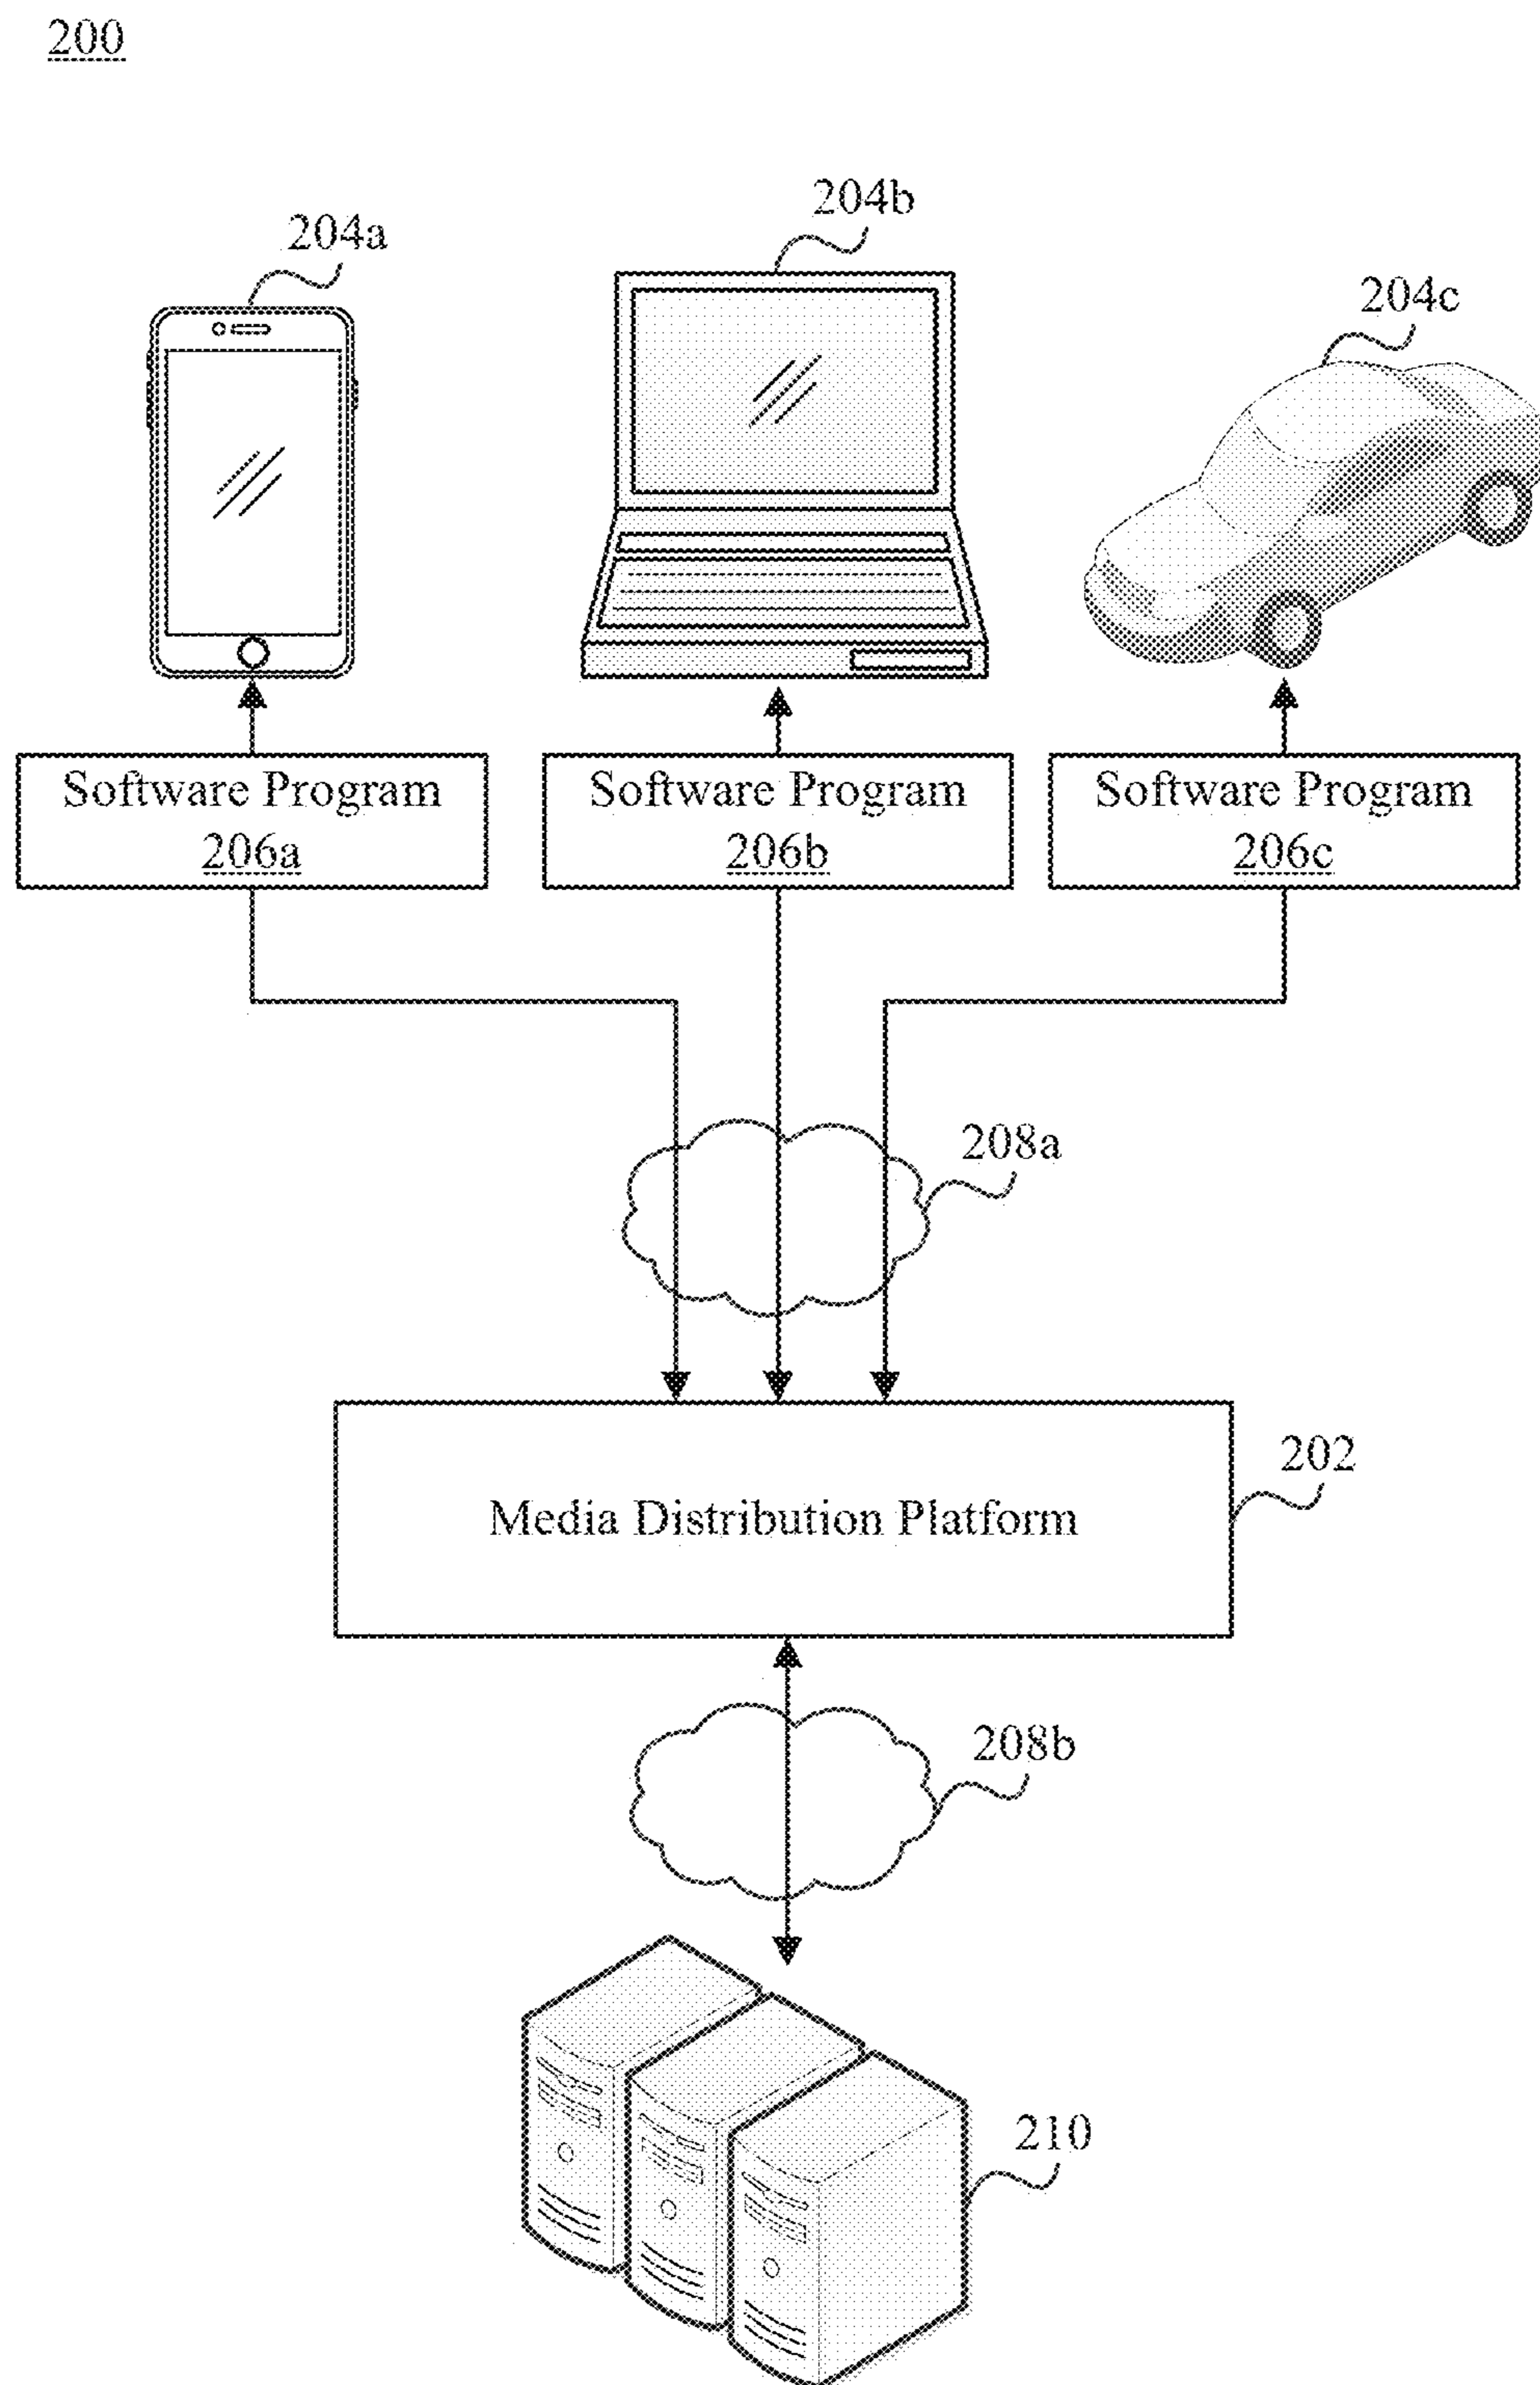 200
204a
204b
204c
Software Program
206a
Software Program
206b
Software Program
206c
208a
202
Media Distribution Platform
208b
210